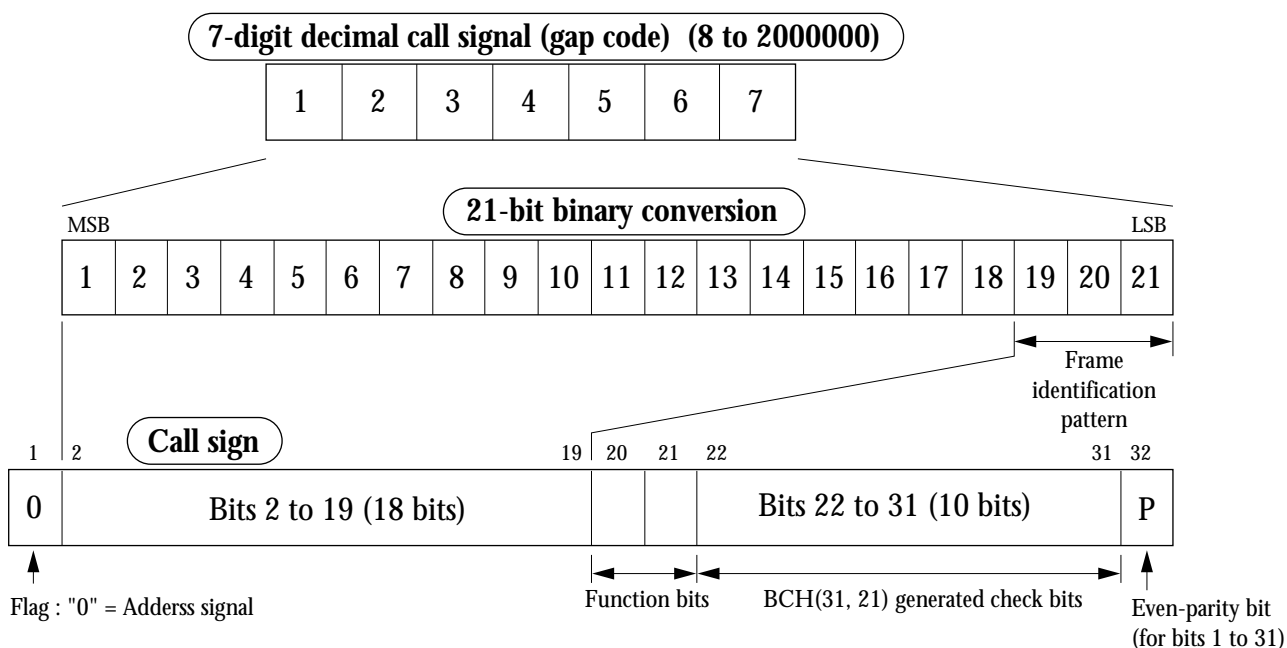 7-digit decimal call signal (gap code) (8 to 2000000)
1 2 3 4 5 6 7
21-bit binary conversion
MSB LSB
1 2 3 4 5 6 7 8 9 10 11 12 13 14 15 16 17 18 19 20 21
Frame
identification
pattern
Call sign
1 2 19 20 21 22 31 32
0 Bits 2 to 19 (18 bits) Bits 22 to 31 (10 bits) P
Flag : "0" = Adderss signal
Function bits
BCH(31, 21) generated check bits
Even-parity bit
(for bits 1 to 31)